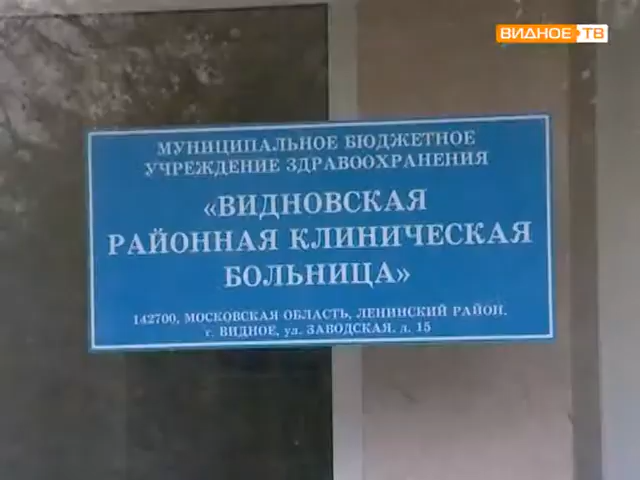 ВИДНОЕ ТВ
МУНИЦИПАЛЬНОЕ БЮДЖЕТНОЕ
УЧРЕЖДЕНИЕ ЗДРАВООХРАНЕНИЯ
«ВИДНОВСКАЯ
РАЙОННАЯ КЛИНИЧЕСКАЯ
БОЛЬНИЦА»
142700, МОСКОВСКАЯ ОБЛАСТЬ, ЛЕНИНСКИЙ РАЙОН,
г. ВИДНОЕ, ул. ЗАВОДСКАЯ, д. 15